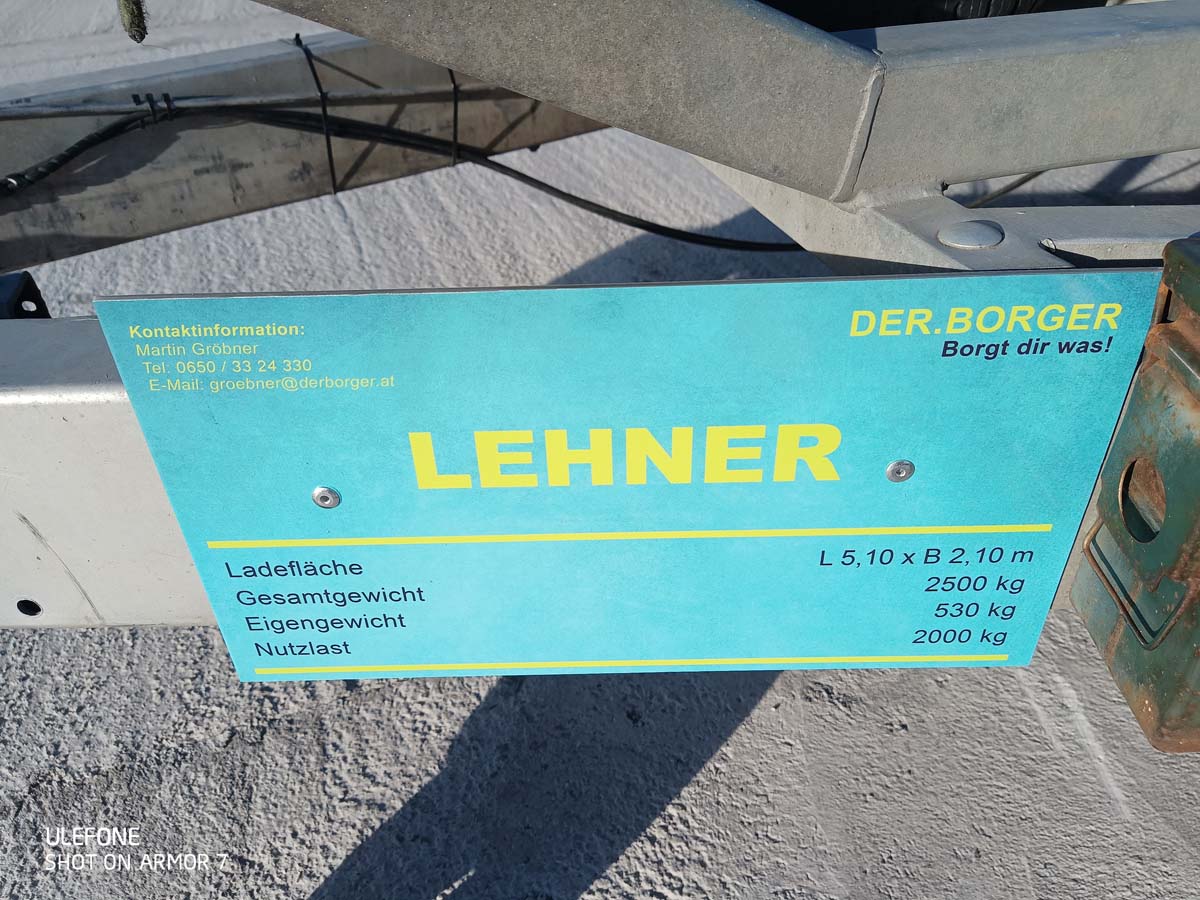 Kontaktinformation:
Martin Gröbner
Tel: 0650 / 33 24 330
E-Mail: groebner@derborger.at
DER.BORGER
Borgt dir was!
LEHNER
Ladefläche L 5,10 x B 2,10 m
Gesamtgewicht 2500 kg
Eigengewicht 530 kg
Nutzlast 2000 kg
ULEFONE
SHOT ON ARMOR 7